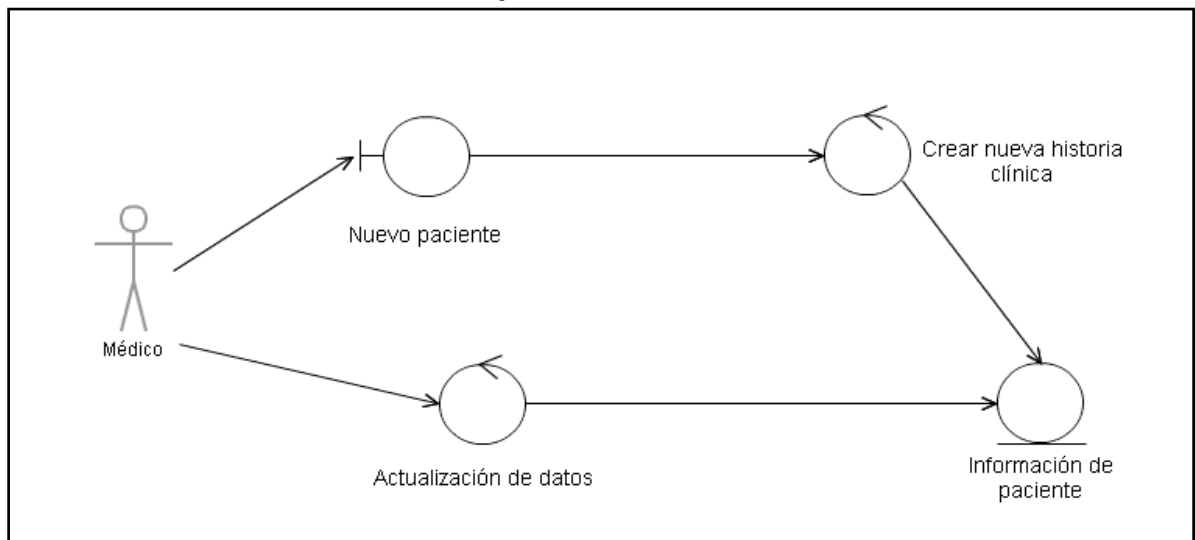 Crear nueva historia
clínica
Nuevo paciente
Médico
Actualización de datos
Información de
paciente